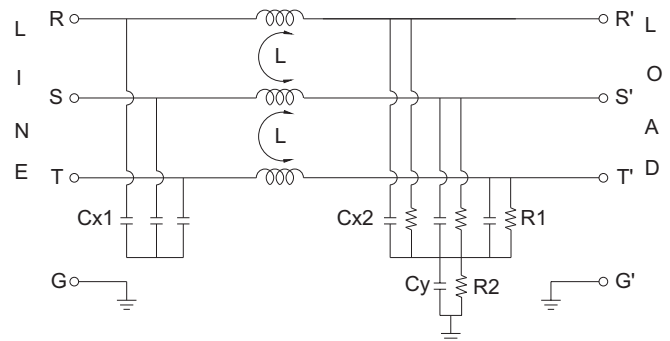 L I N E
R R'
L
S S'
L
T T'
Cx1 Cx2 R1
G Cy R2 G'
L O A D